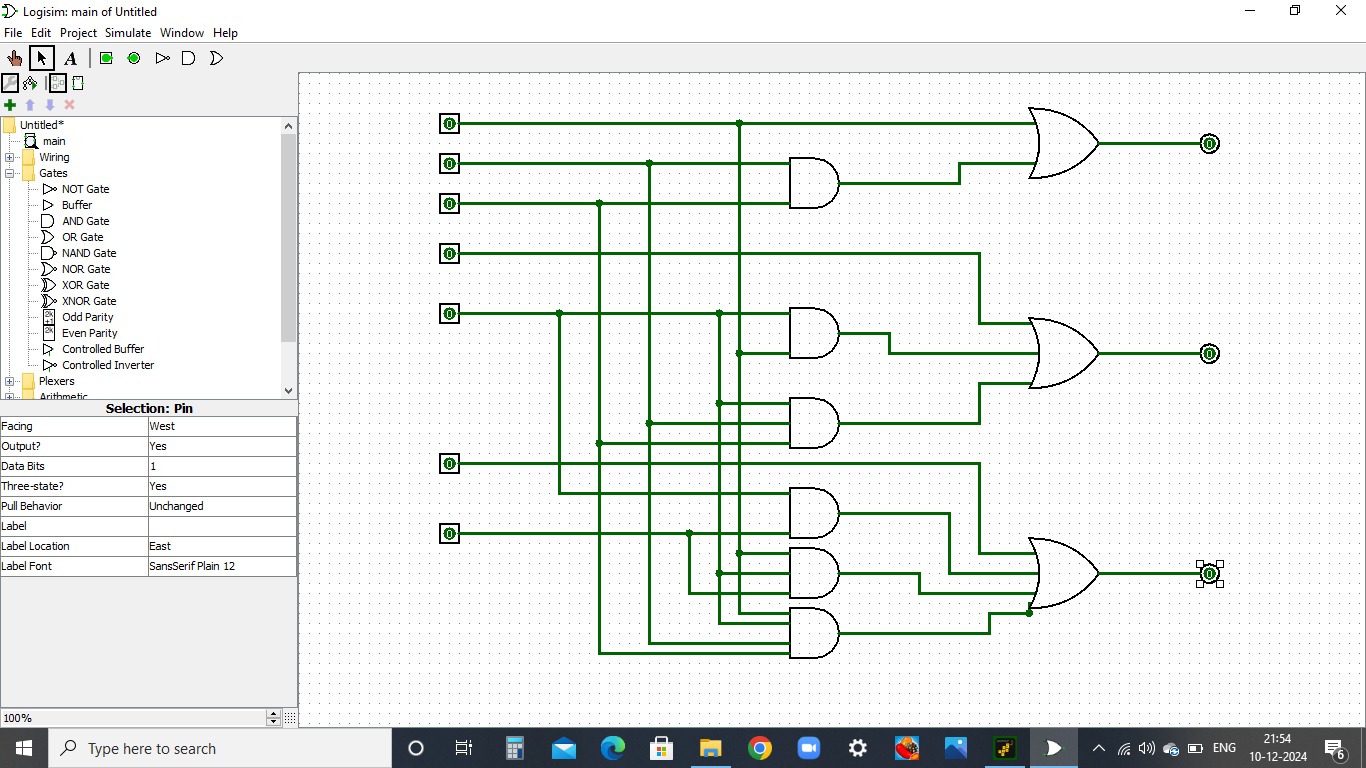 Logisim: main of Untitled
File Edit Project Simulate Window Help
A
Untitled*
main
Wiring
Gates
NOT Gate
Buffer
AND Gate
OR Gate
NAND Gate
NOR Gate
XOR Gate
XNOR Gate
Odd Parity
Even Parity
Controlled Buffer
Controlled Inverter
Plexers
Arithmetic
Selection: Pin
Facing West
Output? Yes
Data Bits 1
Three-state? Yes
Pull Behavior Unchanged
Label
Label Location East
Label Font SansSerif Plain 12
100%
0
0
0
0
0
0
0
0
0
0
Type here to search
ENG
21:54
10-12-2024
6